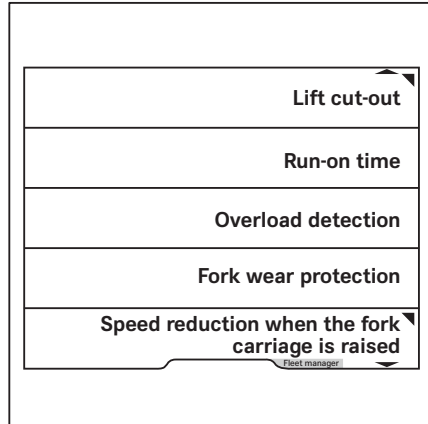 Lift cut-out
Run-on time
Overload detection
Fork wear protection
Speed reduction when the fork
carriage is raised
Fleet manager